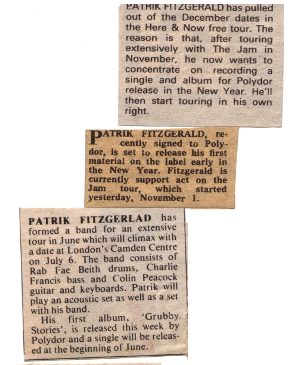 PATRIK FITZGERALD has pulled
out of the December dates in
the Here & Now free tour. The
reason is that, after touring
extensively with The Jam in
November, he now wants to
concentrate on recording a
single and album for Polydor
release in the New Year. He'll
then start touring in his own
right.
PATRIK FITZGERALD, re-
cently signed to Poly-
dor, is set to release his first
material on the label early in
the New Year. Fitzgerald is
currently support act on the
Jam tour, which started
yesterday, November 1.
PATRIK FITZGERLAD has
formed a band for an extensive
tour in June which will climax with
a date at London's Camden Centre
on July 6. The band consists of
Rab Fae Beith drums, Charlie
Francis bass and Colin Peacock
guitar and keyboards. Patrik will
play an acoustic set as well as a set
with his band.
His first album, 'Grubby
Stories', is released this week by
Polydor and a single will be releas-
ed at the beginning of June.